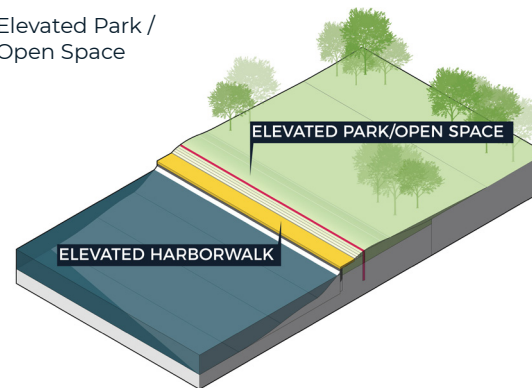 Elevated Park /
Open Space
ELEVATED PARK/OPEN SPACE
ELEVATED HARBORWALK